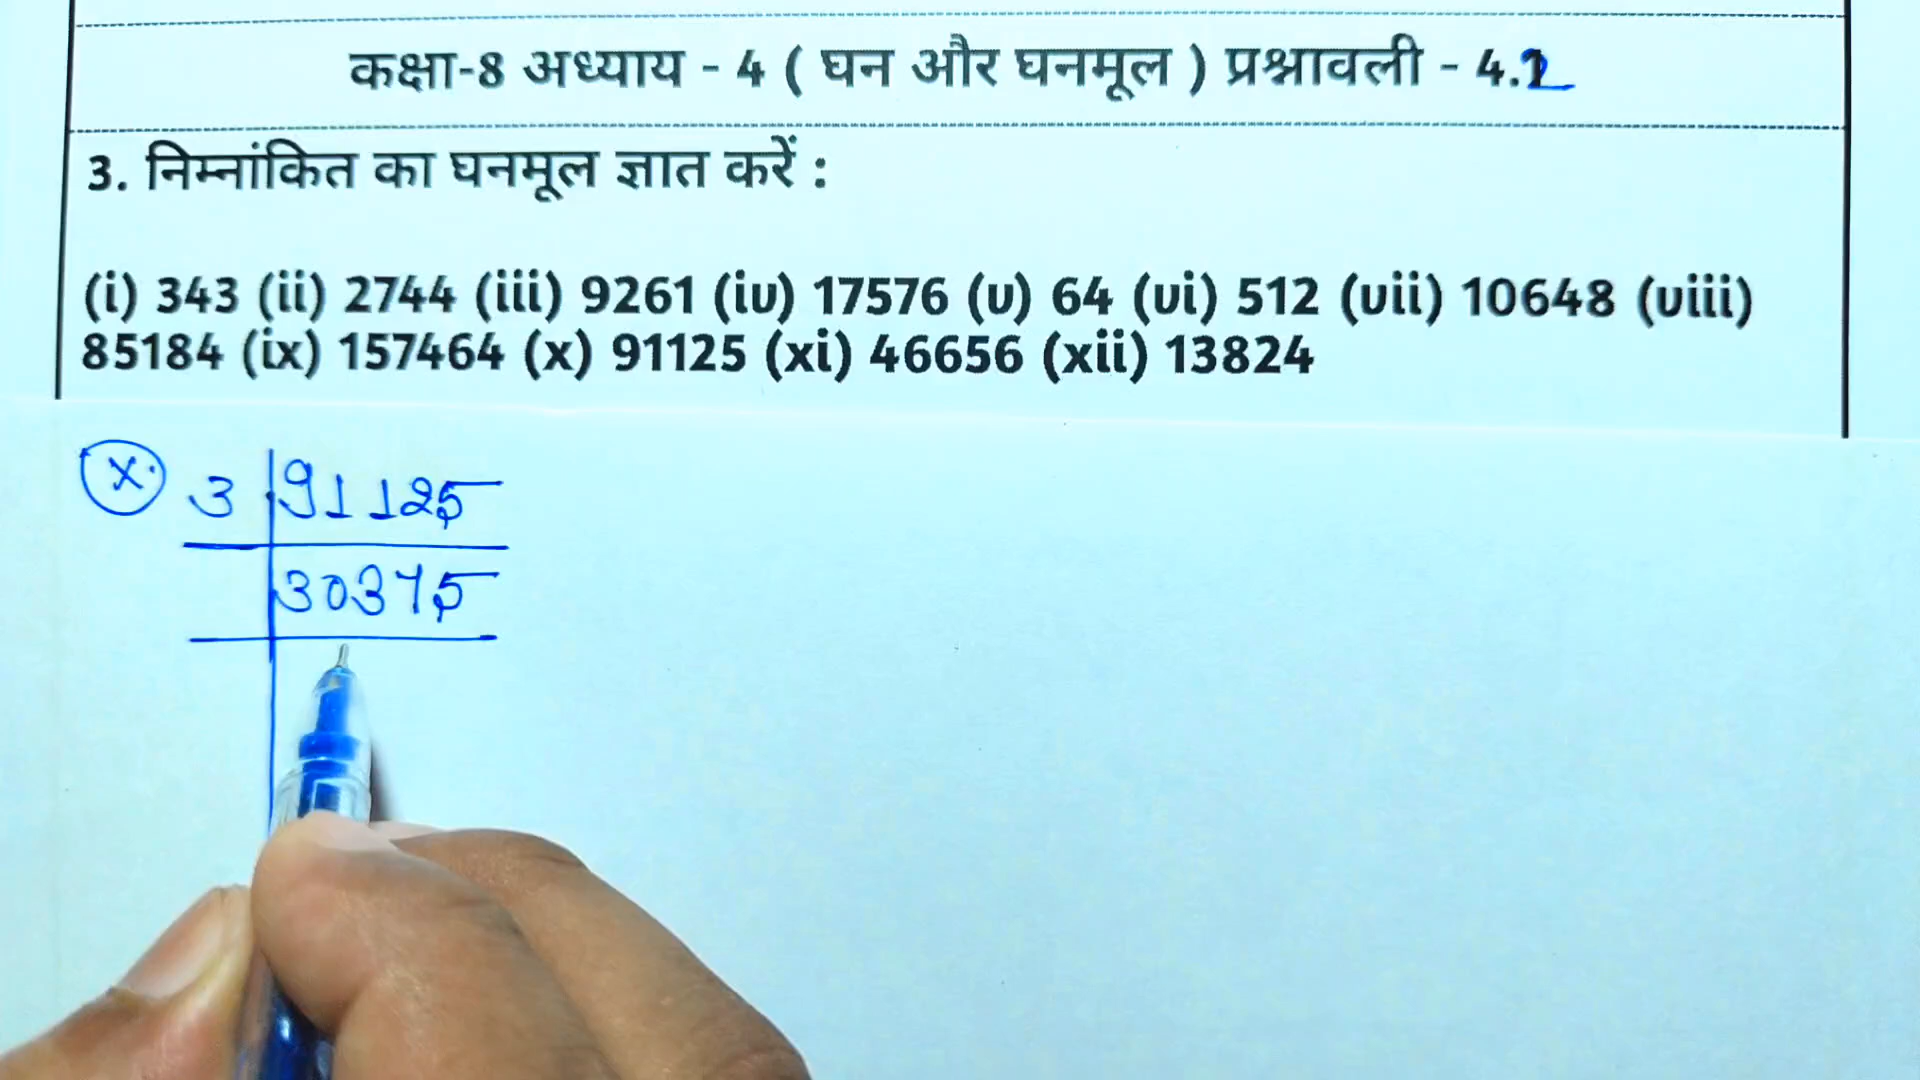 कक्षा-8 अध्याय - 4 ( घन और घनमूल ) प्रश्नावली - 4.2
3. निम्नांकित का घनमूल ज्ञात करें :
(i) 343 (ii) 2744 (iii) 9261 (iv) 17576 (v) 64 (vi) 512 (vii) 10648 (viii)
85184 (ix) 157464 (x) 91125 (xi) 46656 (xii) 13824
x. 3 91125
30375